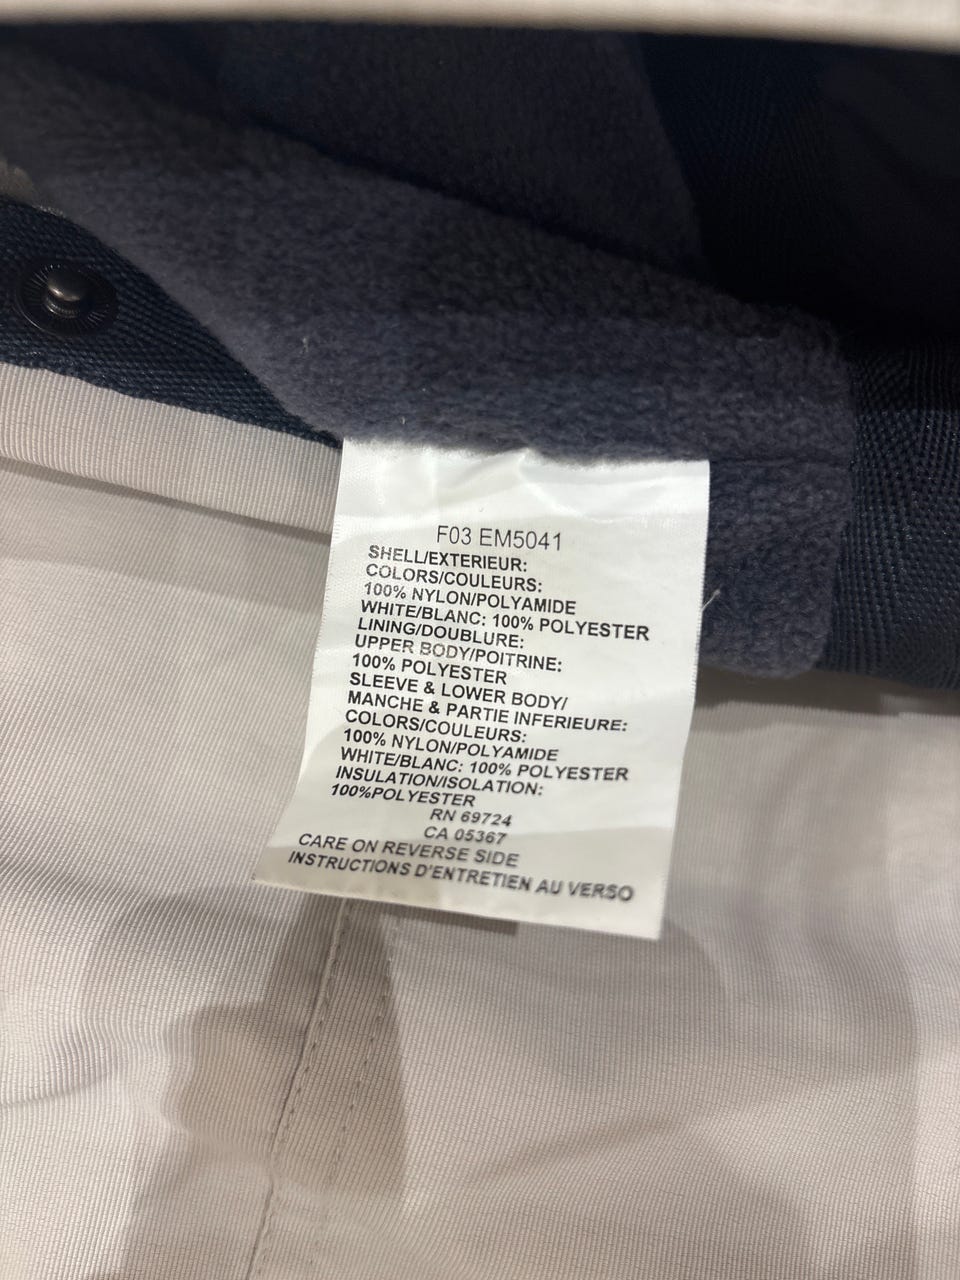 F03 EM5041
SHELL/EXTERIEUR:
COLORS/COULEURS:
100% NYLON/POLYAMIDE
WHITE/BLANC: 100% POLYESTER
LINING/DOUBLURE:
UPPER BODY/POITRINE:
100% POLYESTER
SLEEVE & LOWER BODY/
MANCHE & PARTIE INFERIEURE:
COLORS/COULEURS:
100% NYLON/POLYAMIDE
WHITE/BLANC: 100% POLYESTER
INSULATION/ISOLATION:
100%POLYESTER
RN 69724
CA 05367
CARE ON REVERSE SIDE
INSTRUCTIONS D'ENTRETIEN AU VERSO